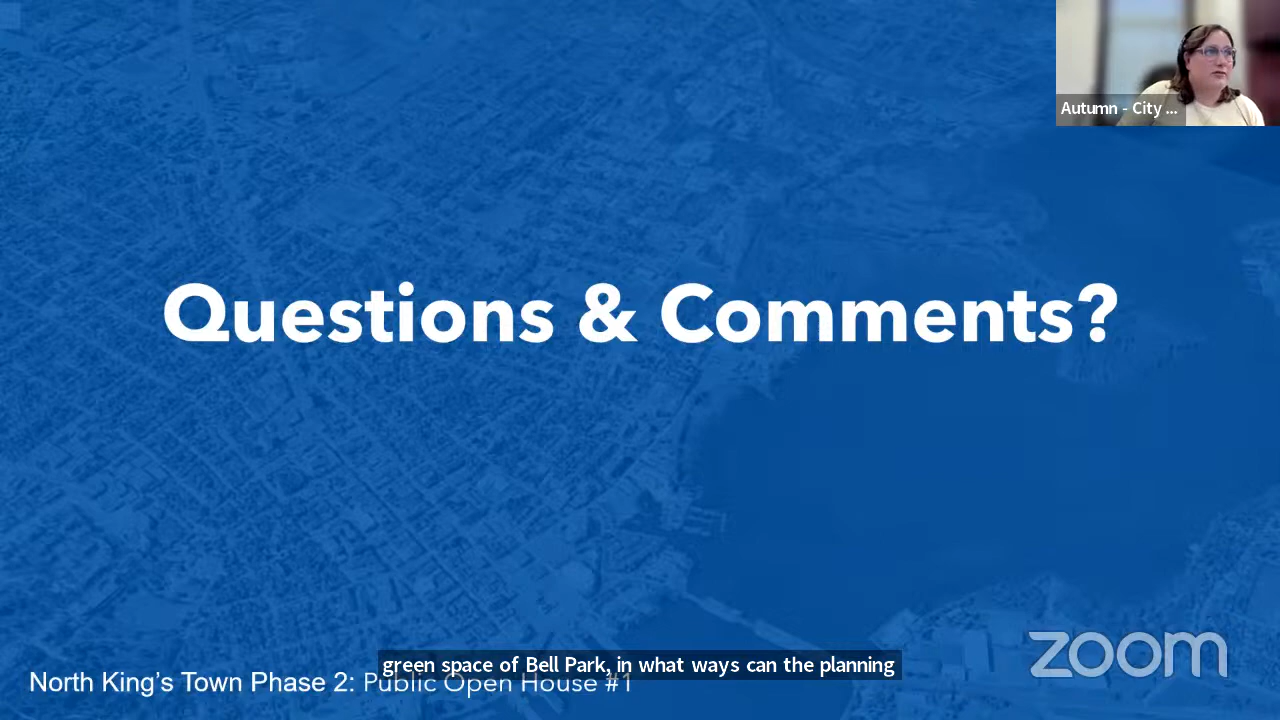 Autumn - City ...
Questions & Comments?
green space of Bell Park, in what ways can the planning
North King's Town Phase 2: Public Open House #1
zoom